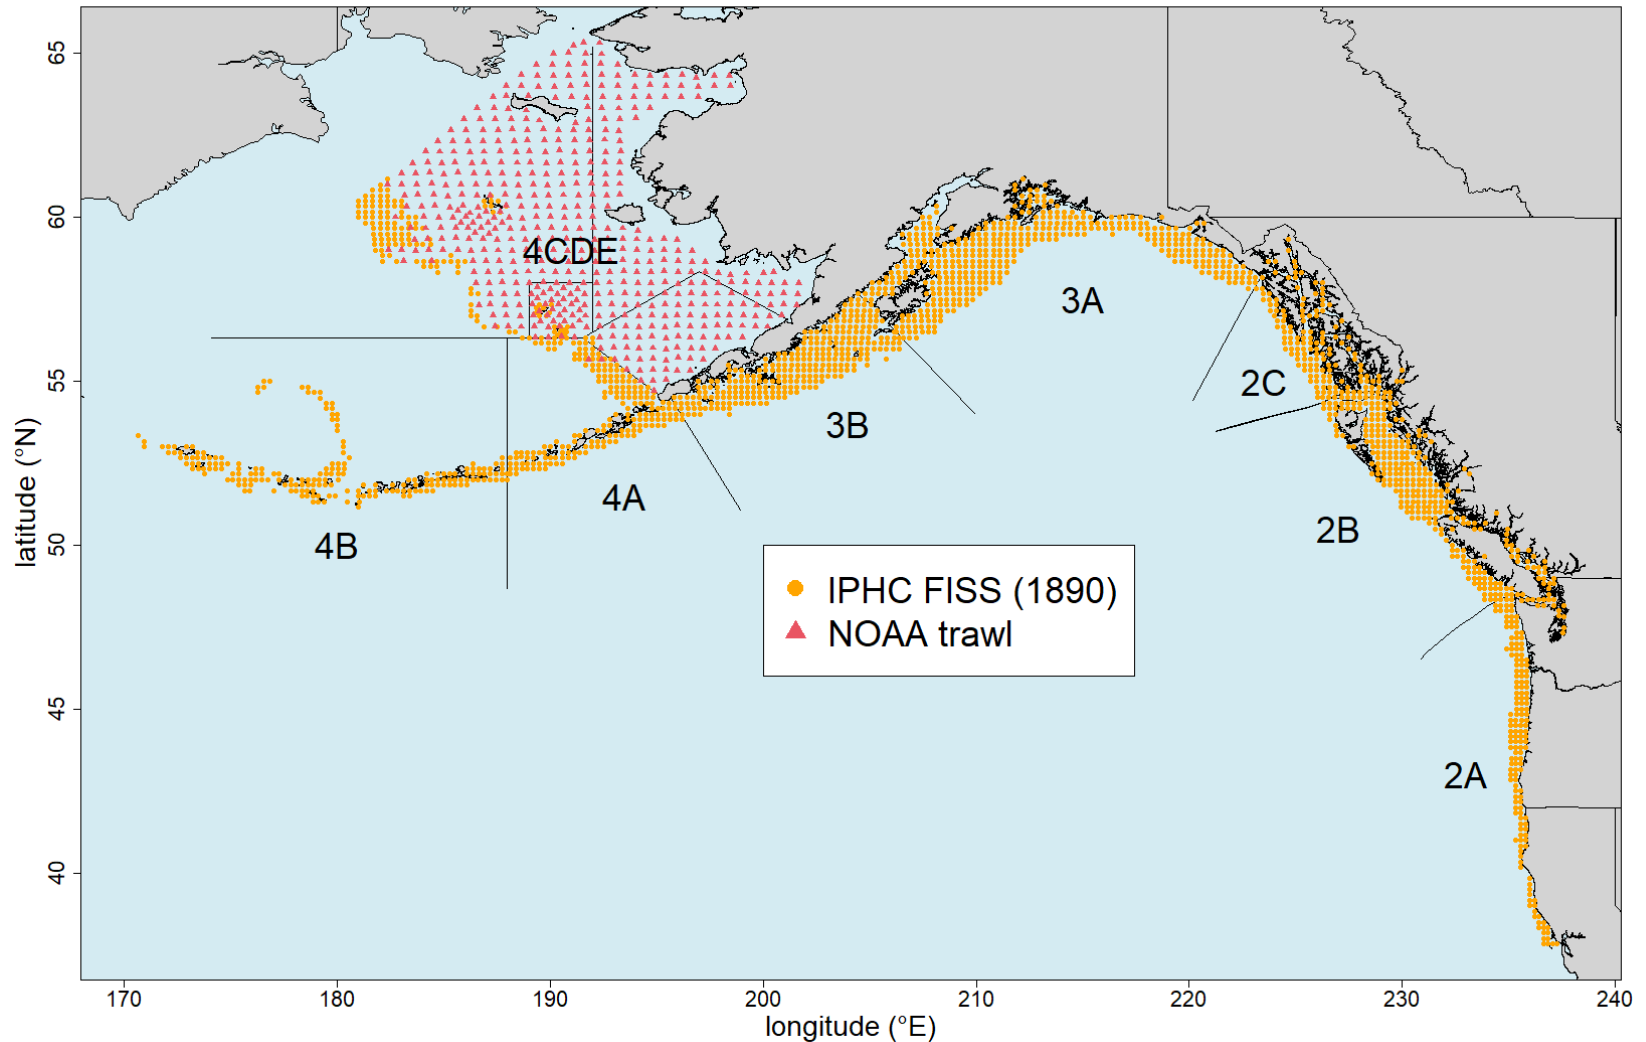 65
60
55
50
45
40
latitude (°N)
4CDE
3A
2C
3B
4A
2B
4B
IPHC FISS (1890)
NOAA trawl
2A
170
180
190
200
210
220
230
240
longitude (°E)